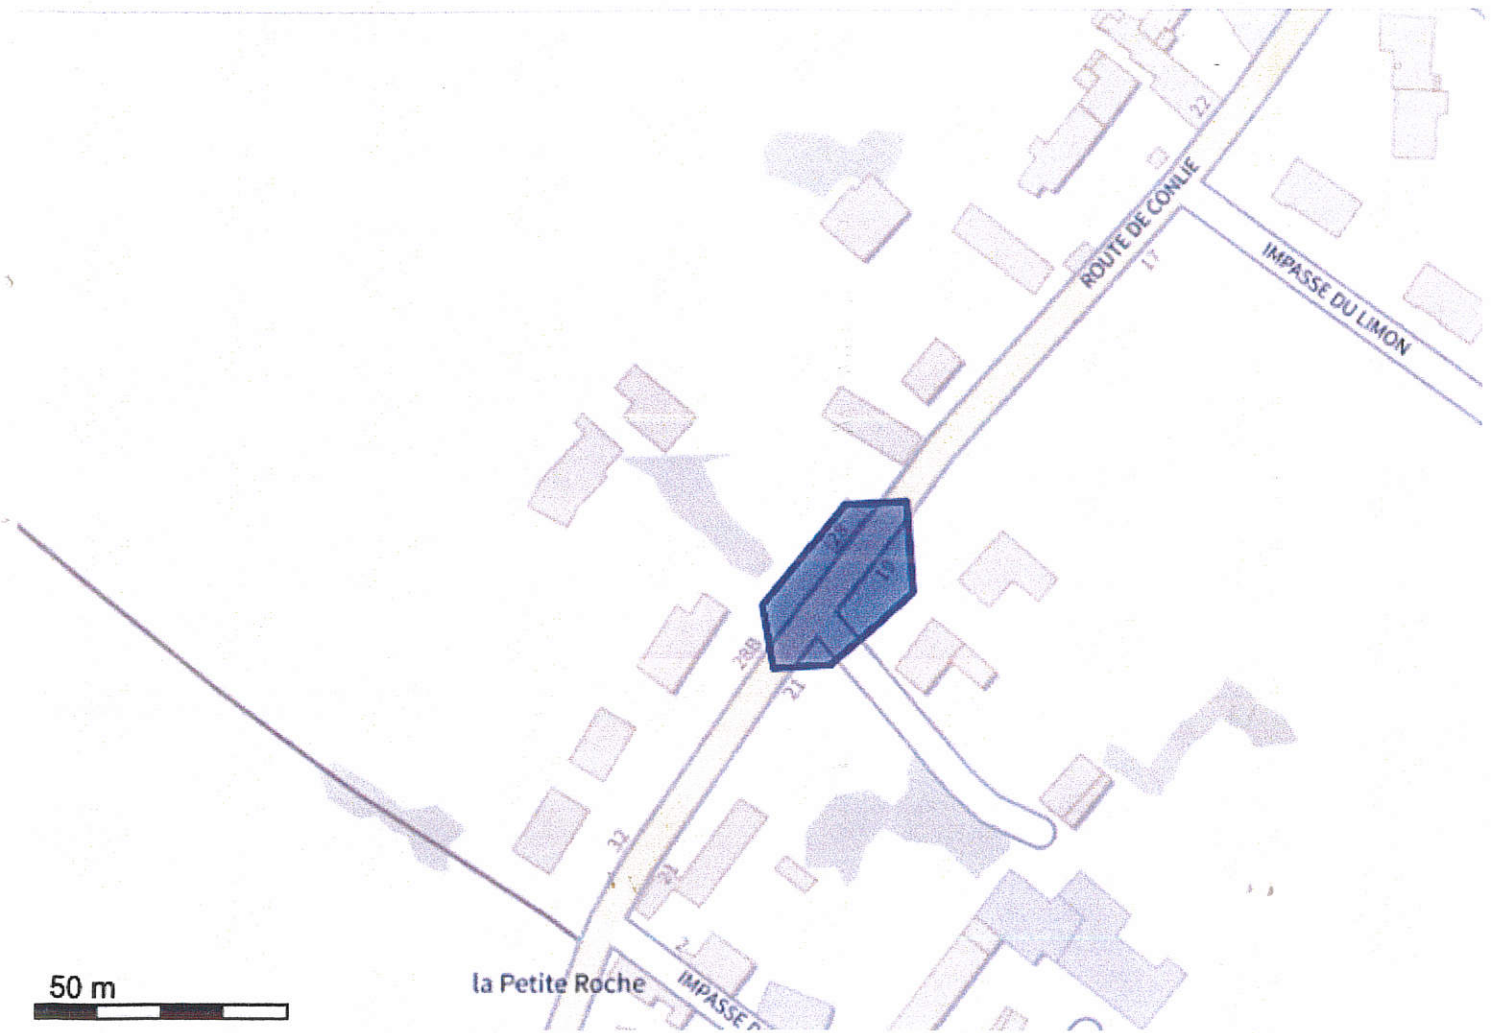 22
ROUTE DE CONLIE
17
IMPASSE DU LIMON
19
28B
21
32
21
2
la Petite Roche
IMPASSE D
50 m